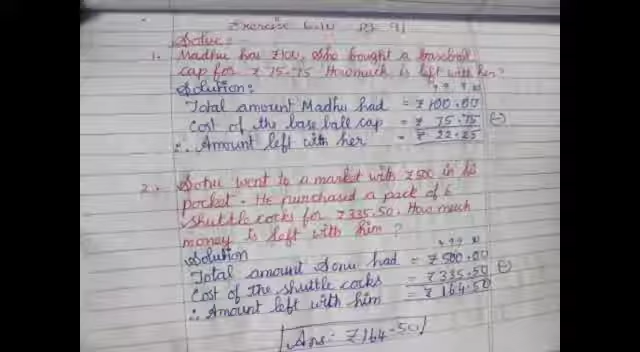 Exercise Pg 91
Solve:
1. Madhu has ₹100, she bought a baseball
cap for ₹ 75.75 How much is left with her?
Solution:
Total amount Madhu had = ₹100.00
Cost of the base ball cap = ₹ 75.75 (-)
∴ Amount left with her = ₹ 22.25
2. Sonu went to a market with ₹500 in his
pocket. He purchased a pack of 6
shuttle cocks for ₹335.50. How much
money is left with him?
Solution
Total amount Sonu had = ₹500.00
Cost of the shuttle cocks = ₹335.50 (-)
∴ Amount left with him = ₹164.50
Ans:- ₹164.50/